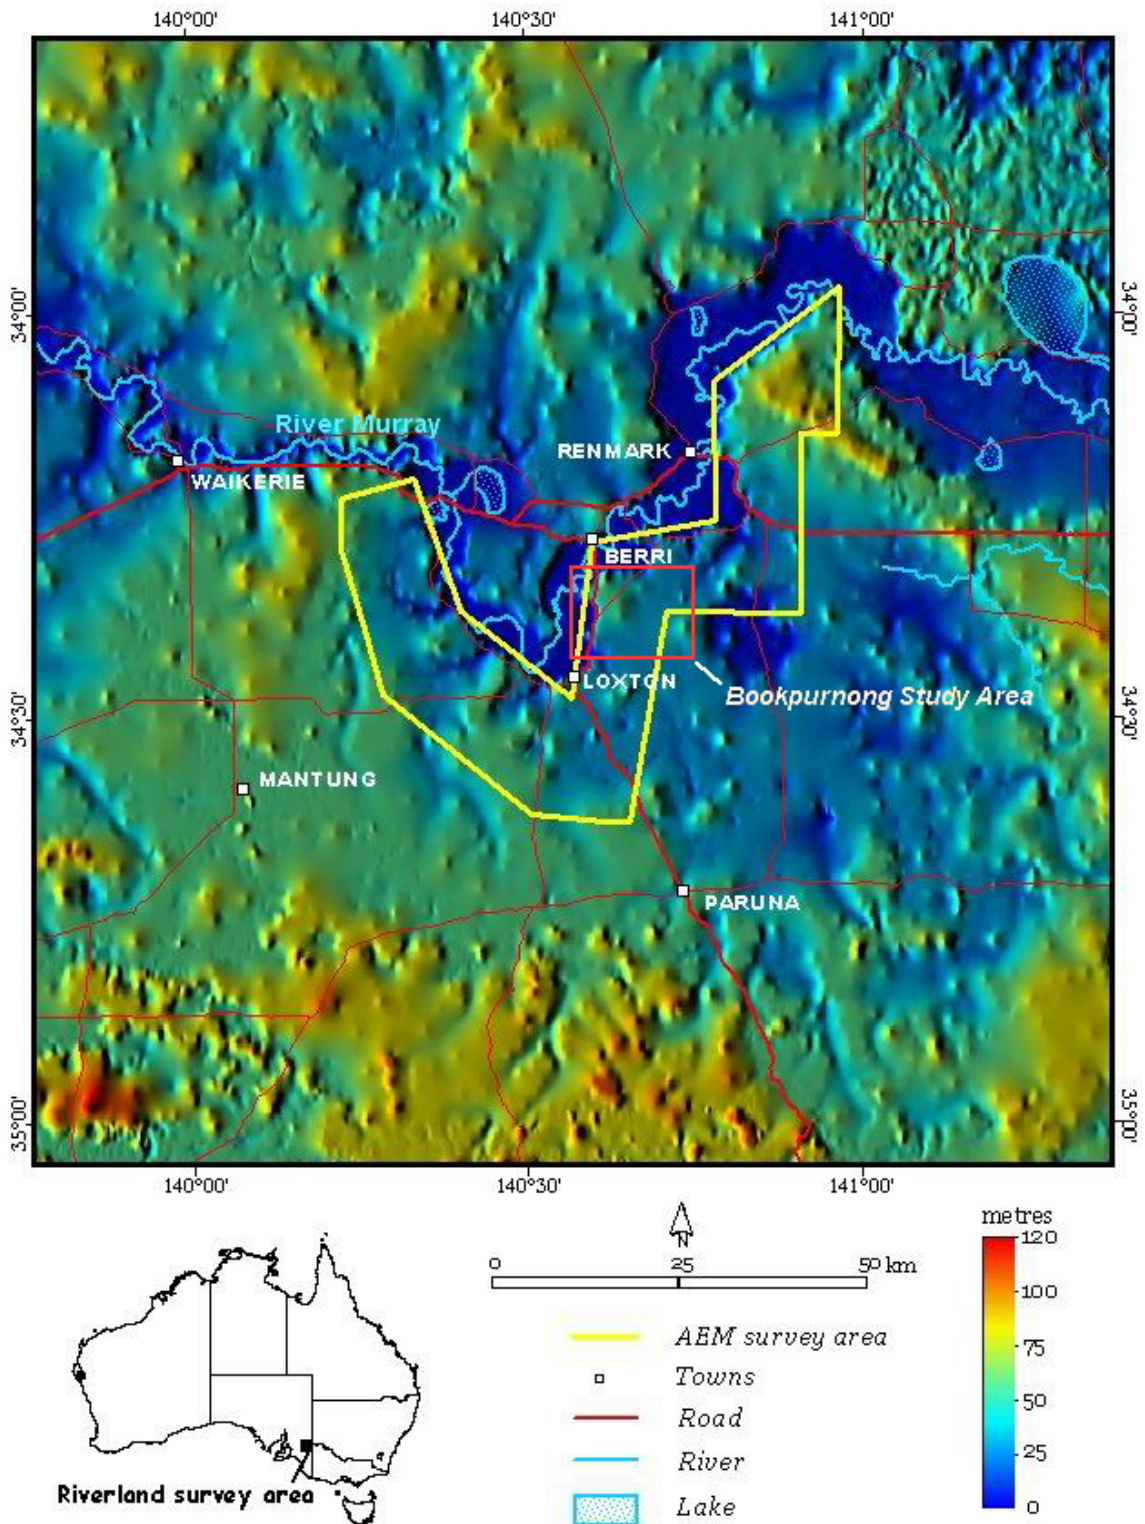 140°00' 140°30' 141°00'
34°00' 34°00'
River Murray
RENMARK
WAIKERIE
BERRI
LOXTON
Bookpurnong Study Area
34°30' 34°30'
MANTUNG
PARUNA
35°00' 35°00'
140°00' 140°30' 141°00'
metres
N
0 25 50 km
120
100
75
50
25
0
AEM survey area
Towns
Road
River
Lake
Riverland survey area